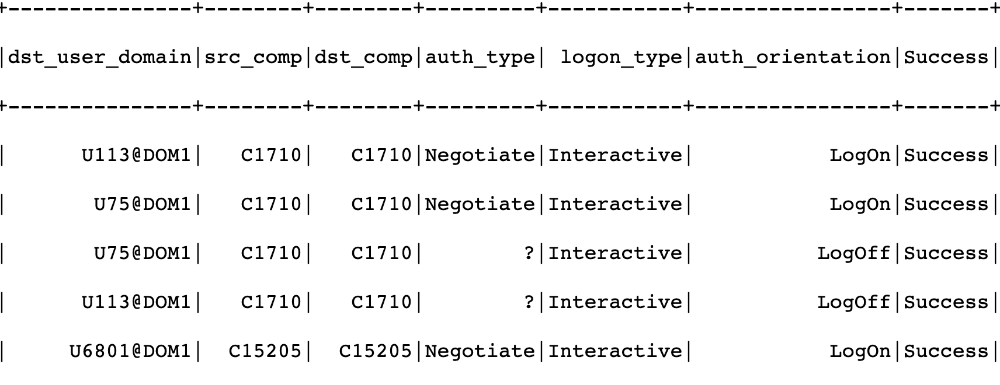 +---------------+--------+--------+---------+-----------+----------------+-------+
|dst_user_domain|src_comp|dst_comp|auth_type| logon_type|auth_orientation|Success|
+---------------+--------+--------+---------+-----------+----------------+-------+
|      U113@DOM1|   C1710|   C1710|Negotiate|Interactive|           LogOn|Success|
|       U75@DOM1|   C1710|   C1710|Negotiate|Interactive|           LogOn|Success|
|       U75@DOM1|   C1710|   C1710|        ?|Interactive|          LogOff|Success|
|      U113@DOM1|   C1710|   C1710|        ?|Interactive|          LogOff|Success|
|     U6801@DOM1|  C15205|  C15205|Negotiate|Interactive|           LogOn|Success|